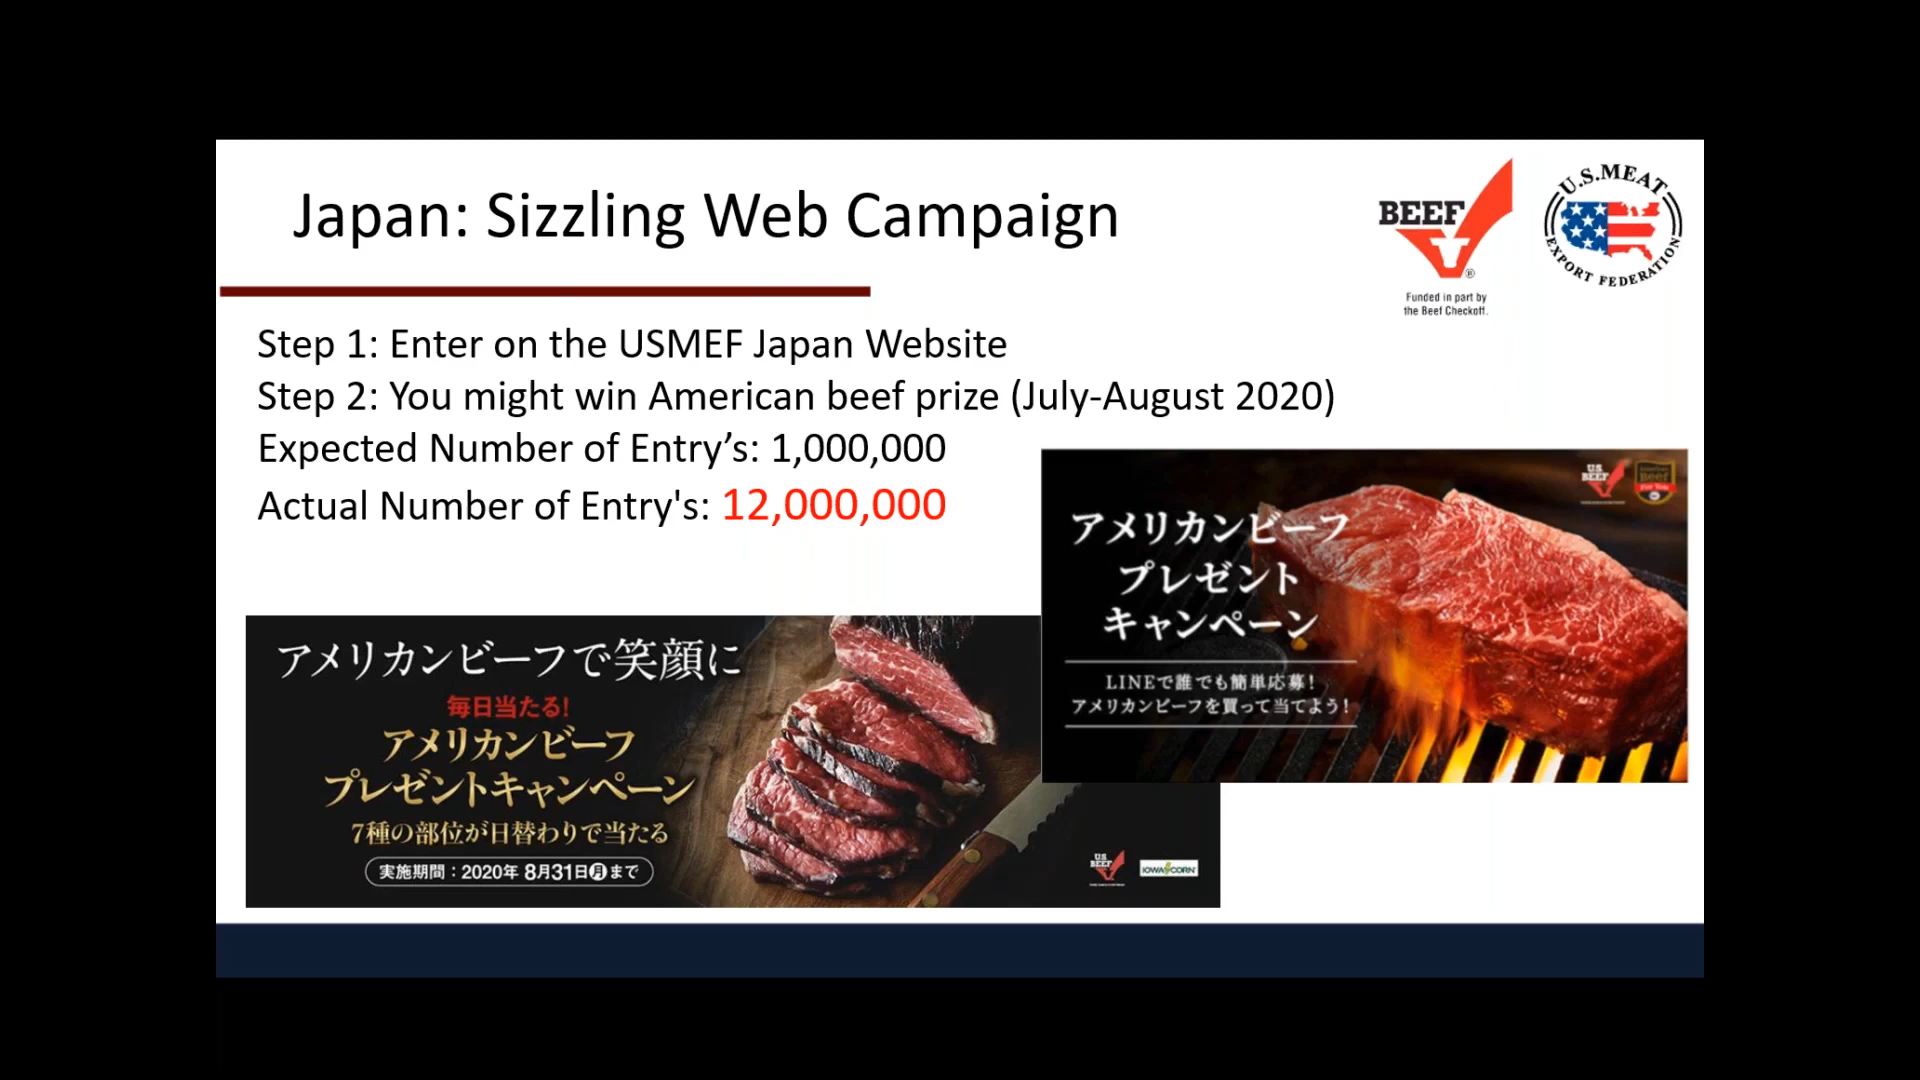 Japan: Sizzling Web Campaign
BEEF
®
Funded in part by
the Beef Checkoff.
U.S.MEAT
EXPORT FEDERATION
Step 1: Enter on the USMEF Japan Website
Step 2: You might win American beef prize (July-August 2020)
Expected Number of Entry’s: 1,000,000
Actual Number of Entry's: 12,000,000
U.S.
BEEF
American
Beef
アメリカンビーフ
プレゼント
キャンペーン
LINEで誰でも簡単応募!
アメリカンビーフを買って当てよう!
アメリカンビーフで笑顔に
毎日当たる!
アメリカンビーフ
プレゼントキャンペーン
7種の部位が日替わりで当たる
実施期間：2020年 8月31日月まで
U.S.
BEEF
IOWA CORN